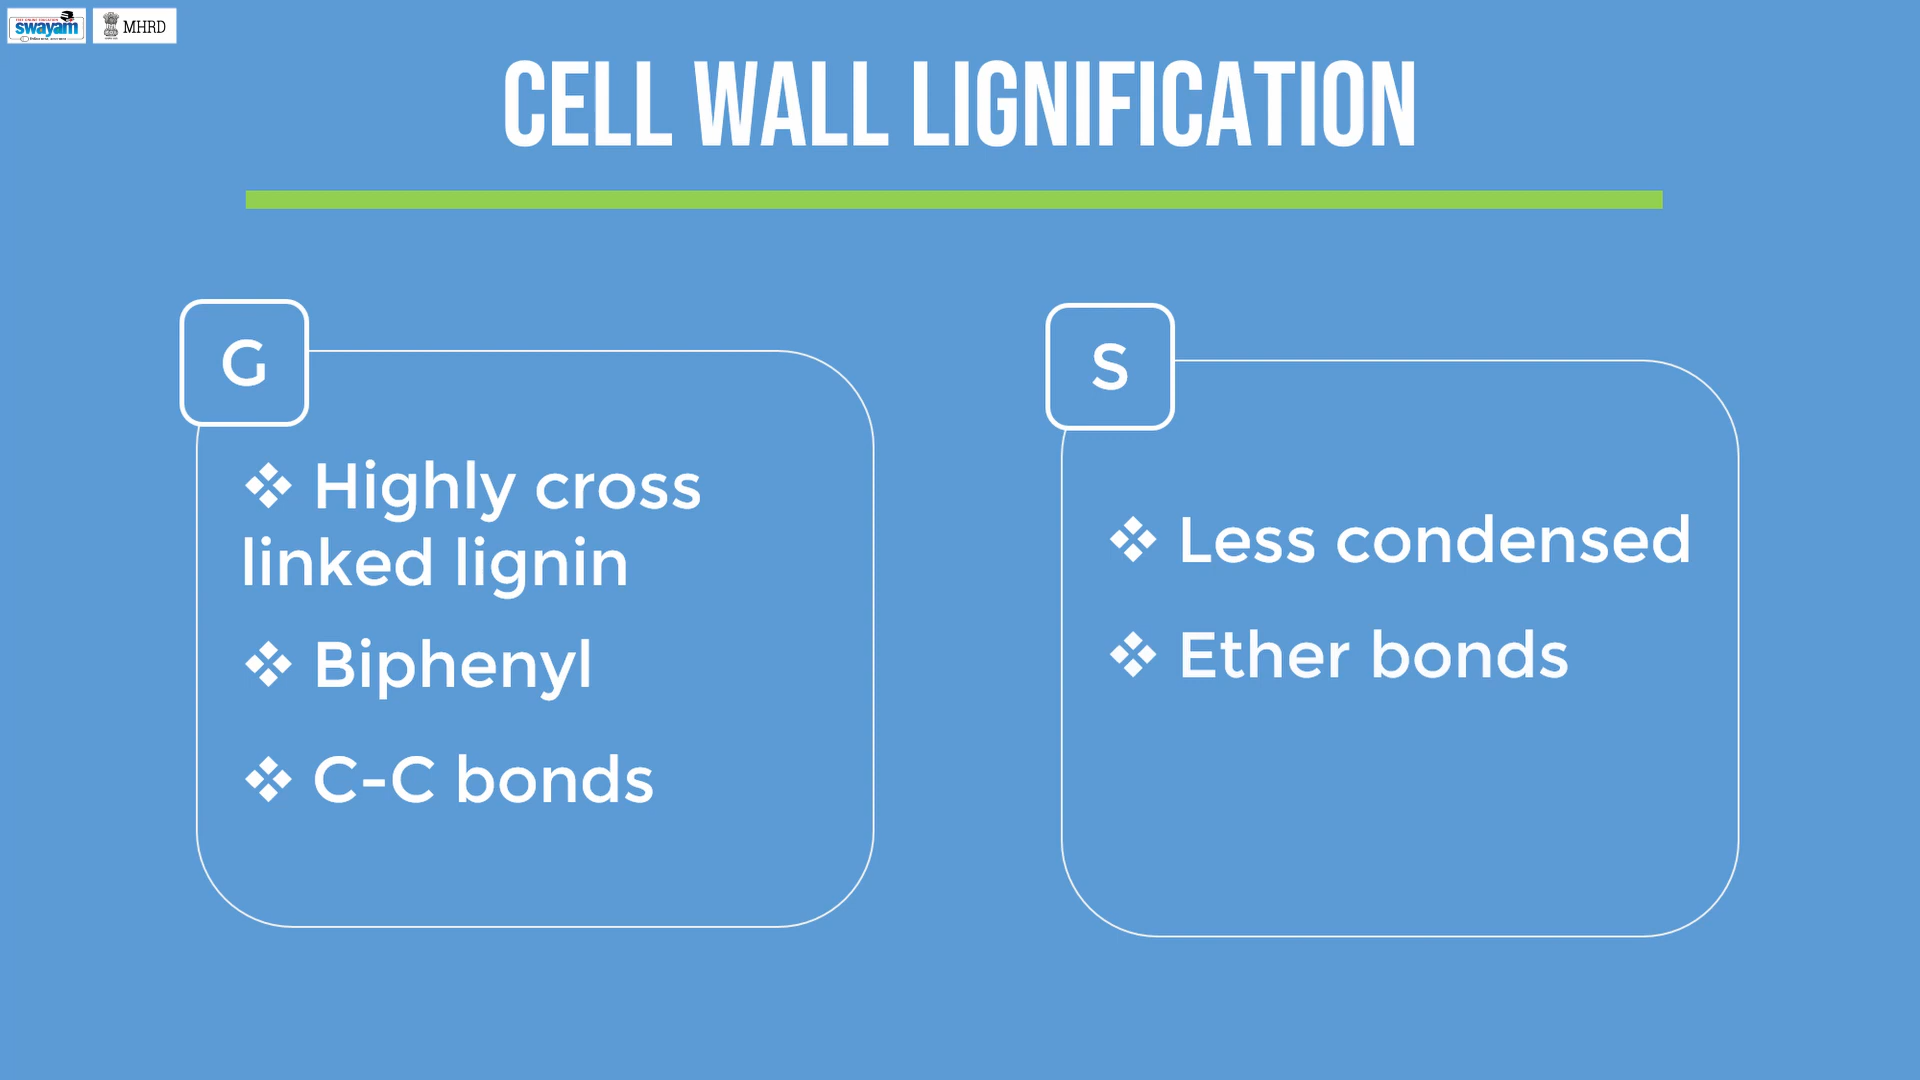 swayam
MHRD
CELL WALL LIGNIFICATION
G
❖ Highly cross
linked lignin
❖ Biphenyl
❖ C-C bonds
S
❖ Less condensed
❖ Ether bonds